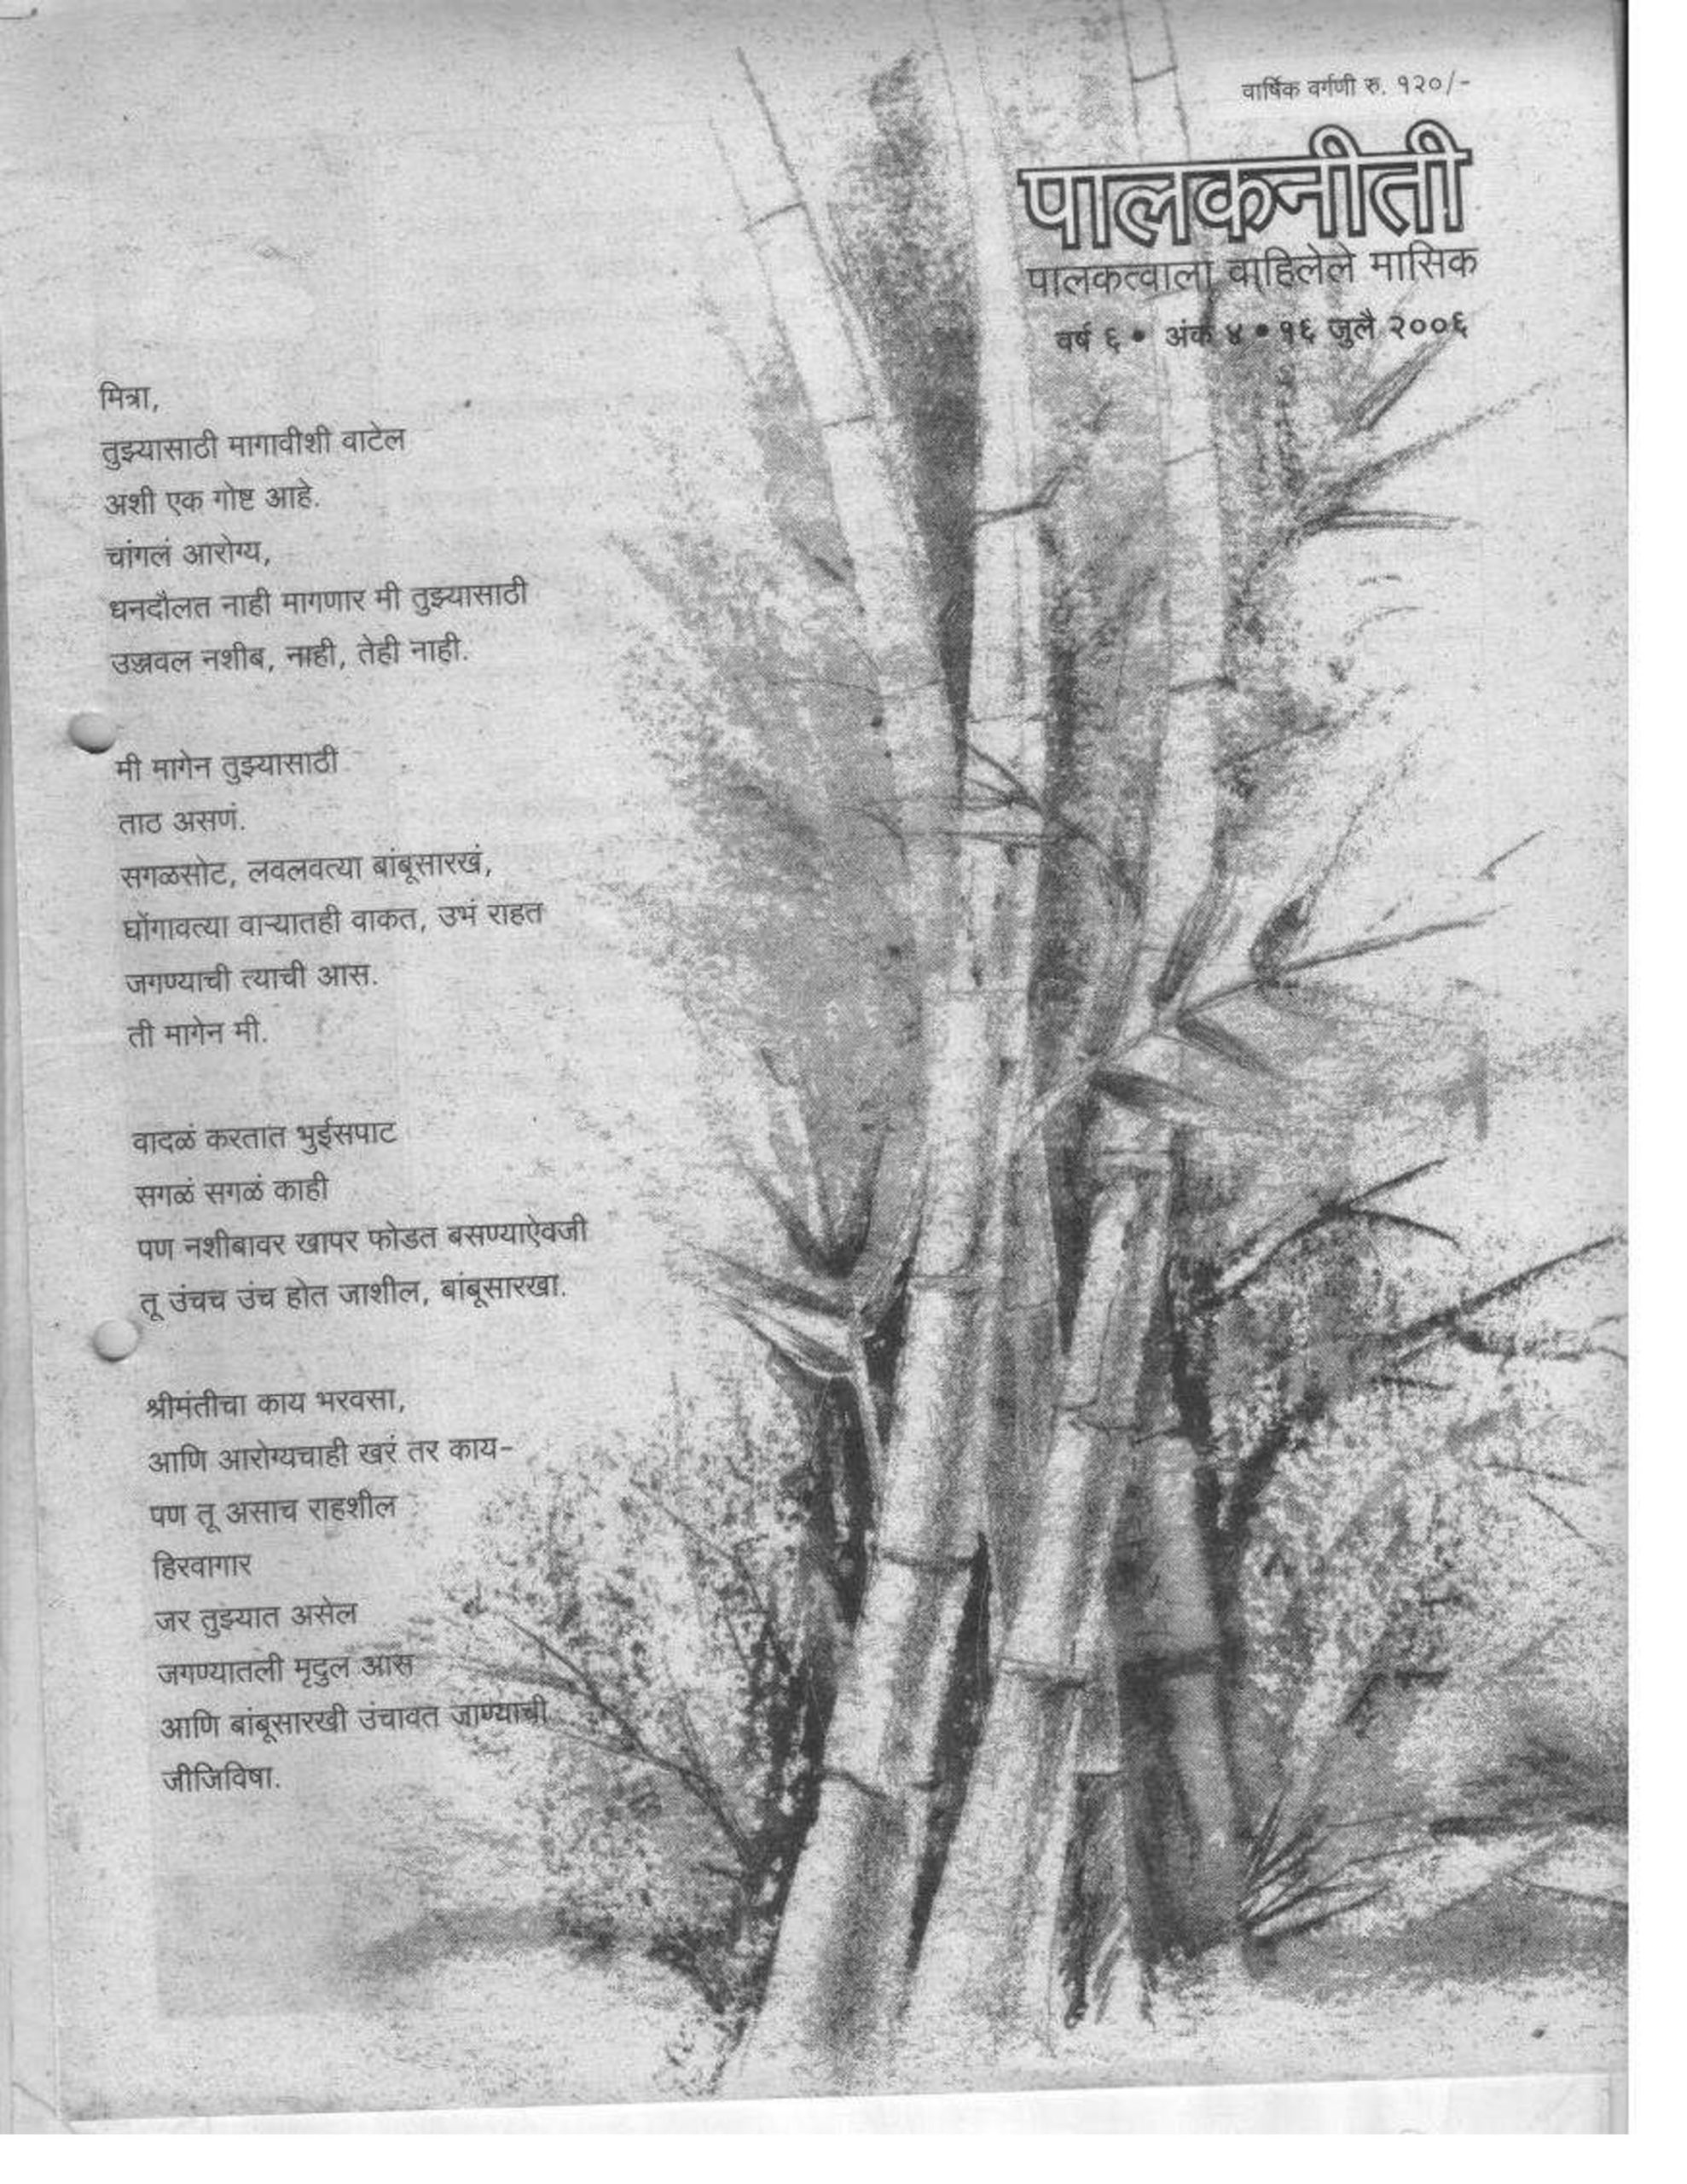 वार्षिक वर्गणी रु. १२०/-
पालकनीती
पालकत्वाला वाहिलेले मासिक
वर्ष ६ • अंक ४ • १६ जुलै २००६
मित्रा,
तुझ्यासाठी मागावीशी वाटेल
अशी एक गोष्ट आहे.
चांगलं आरोग्य,
धनदौलत नाही मागणार मी तुझ्यासाठी
उज्जवल नशीब, नाही, तेही नाही.
मी मागेन तुझ्यासाठी
ताठ असणं.
सगळसोट, लवलवत्या बांबूसारखं,
घोंगावत्या वाऱ्यातही वाकत, उभं राहत
जगण्याची त्याची आस.
ती मागेन मी.
वादळं करतात भुईसपाट
सगळं सगळं काही
पण नशीबावर खापर फोडत बसण्याऐवजी
तू उंचच उंच होत जाशील, बांबूसारखा.
श्रीमंतीचा काय भरवसा,
आणि आरोग्यचाही खरं तर काय-
पण तू असाच राहशील
हिरवागार
जर तुझ्यात असेल
जगण्यातली मृदुल आस
आणि बांबूसारखी उंचावत जाण्याची
जीजिविषा.